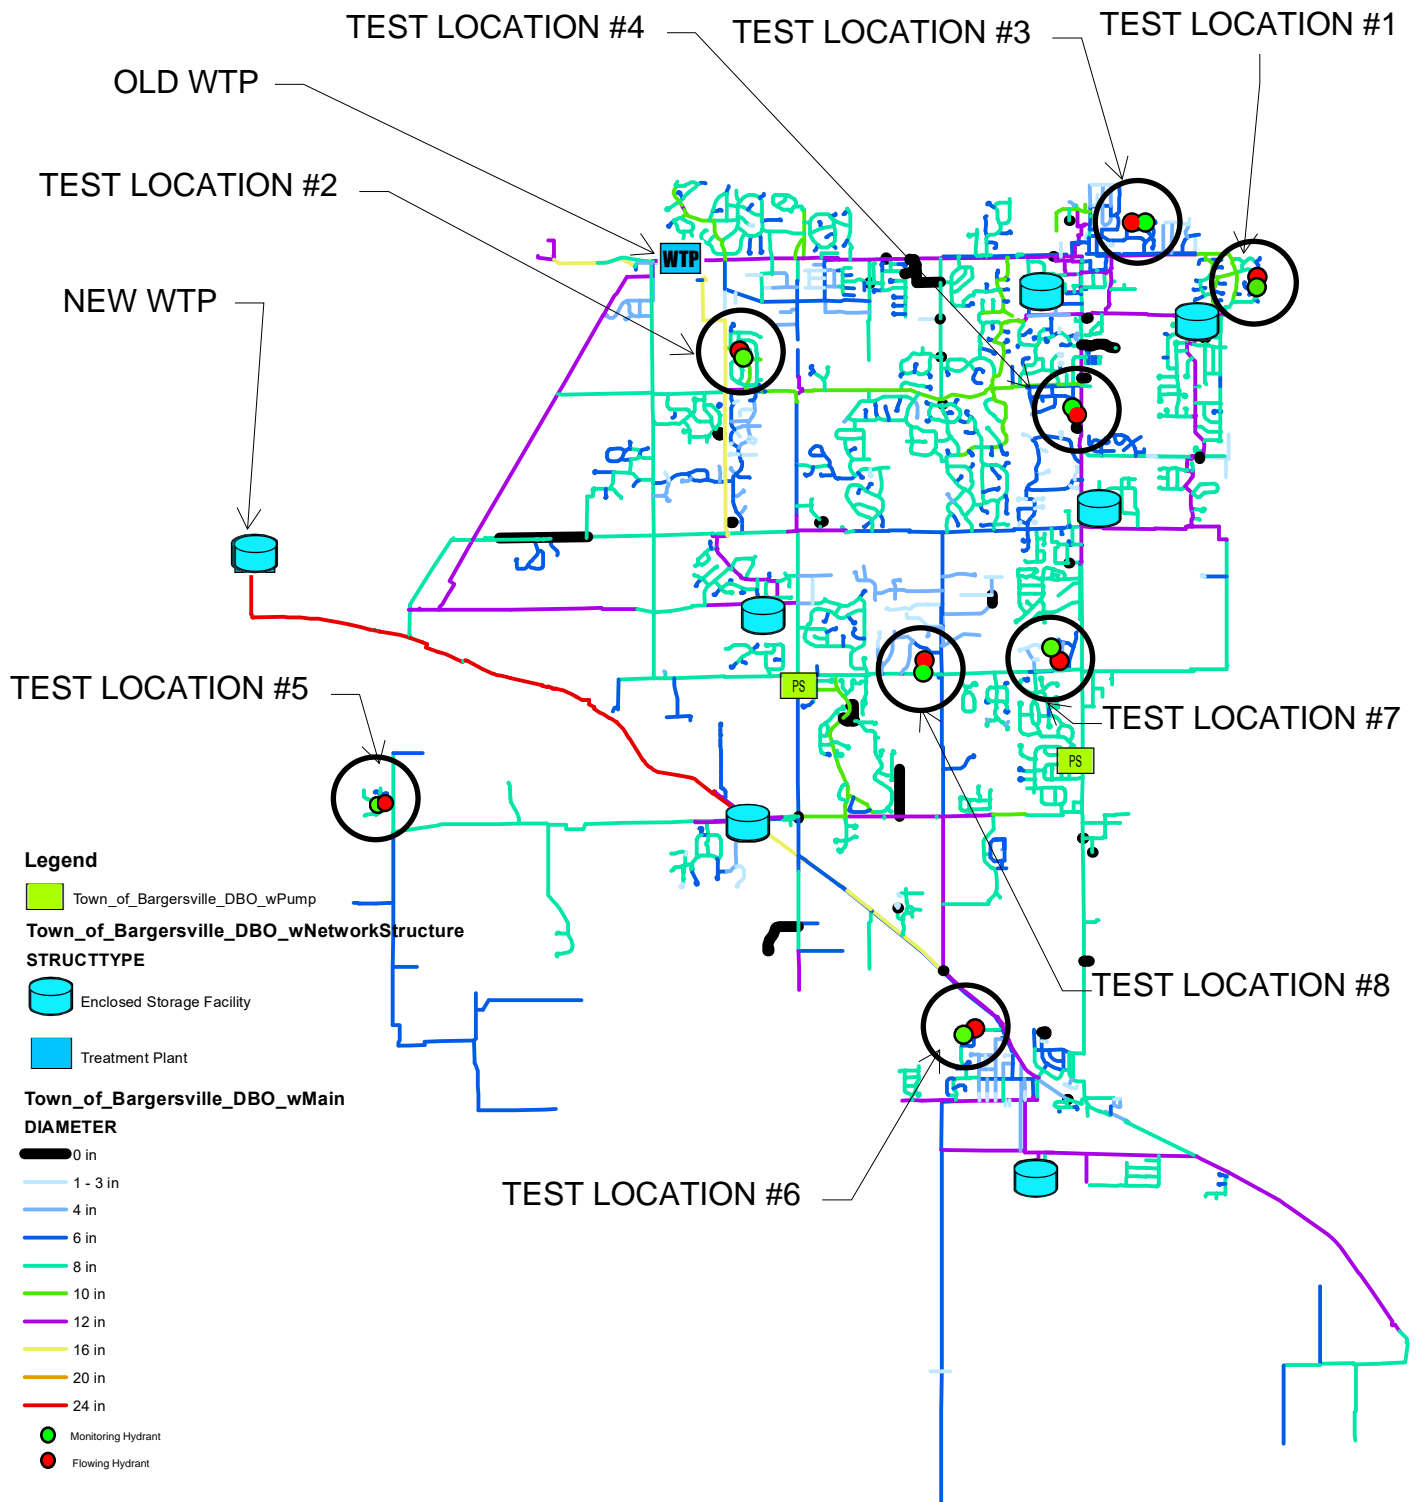 TEST LOCATION #4
TEST LOCATION #3
TEST LOCATION #1
OLD WTP
TEST LOCATION #2
WTP
NEW WTP
TEST LOCATION #5
PS
TEST LOCATION #7
PS
Legend
Town_of_Bargersville_DBO_wPump
Town_of_Bargersville_DBO_wNetworkStructure
STRUCTTYPE
Enclosed Storage Facility
TEST LOCATION #8
Treatment Plant
Town_of_Bargersville_DBO_wMain
DIAMETER
0 in
1 - 3 in
4 in
TEST LOCATION #6
6 in
8 in
10 in
12 in
16 in
20 in
24 in
Monitoring Hydrant
Flowing Hydrant